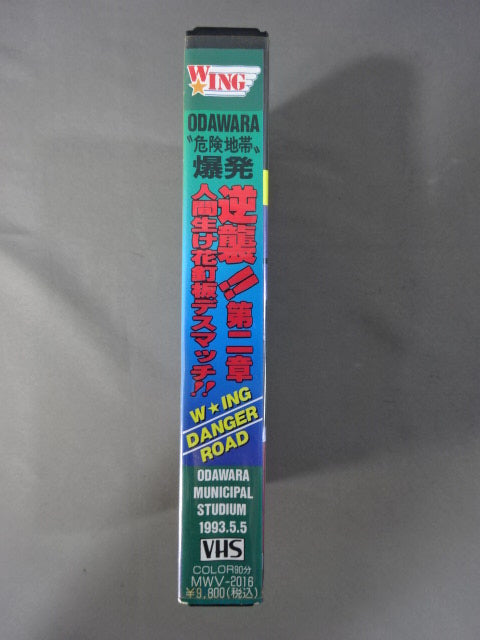 W★ING
ODAWARA
"危険地帯"
爆発
逆襲!!第二章
人間生け花釘板デスマッチ!!
W★ING
DANGER
ROAD
ODAWARA
MUNICIPAL
STUDIUM
1993.5.5
VHS
COLOR90分
MWV-2016
¥9,800(税込)